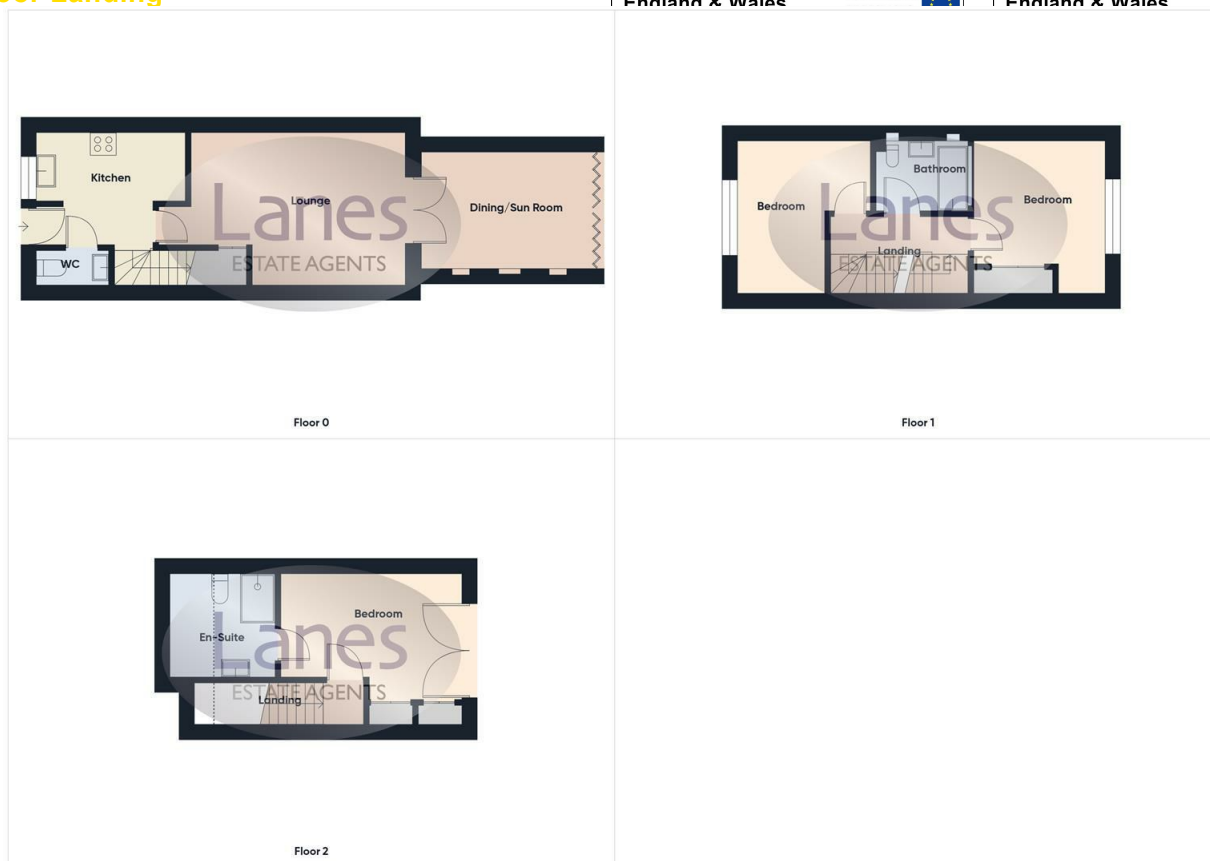 England & Wales
England & Wales
Kitchen
Lounge
Dining/Sun Room
WC
Lanes
ESTATE AGENTS
Floor 0
Bathroom
Bedroom
Bedroom
Landing
Lanes
ESTATE AGENTS
Floor 1
Bedroom
En-Suite
Landing
Lanes
ESTATE AGENTS
Floor 2